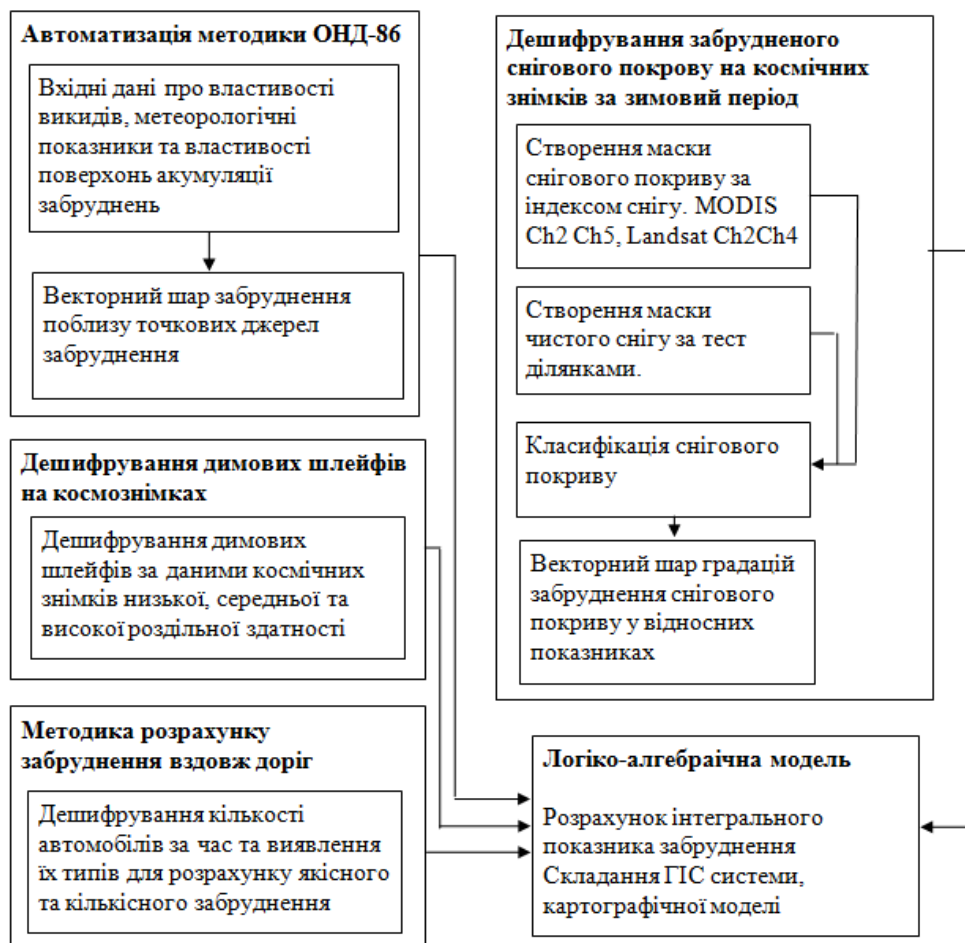 Автоматизація методики ОНД-86
Вхідні дані про властивості
викидів, метеорологічні
показники та властивості
поверхонь акумуляції
забруднень
Векторний шар забруднення
поблизу точкових джерел
забруднення
Дешифрування димових шлейфів
на космознімках
Дешифрування димових
шлейфів за даними космічних
знімків низької, середньої та
високої роздільної здатності
Методика розрахунку
забруднення вздовж доріг
Дешифрування кількості
автомобілів за час та виявлення
їх типів для розрахунку якісного
та кількісного забруднення
Дешифрування забрудненого
снігового покрову на космічних
знімків за зимовий період
Створення маски
снігового покриву за
індексом снігу. MODIS
Ch2 Ch5, Landsat Ch2Ch4
Створення маски
чистого снігу за тест
ділянками.
Класифікація снігового
покриву
Векторний шар градацій
забруднення снігового
покриву у відносних
показниках
Логіко-алгебраічна модель
Розрахунок інтегрального
показника забруднення
Складання ГІС системи,
картографічної моделі